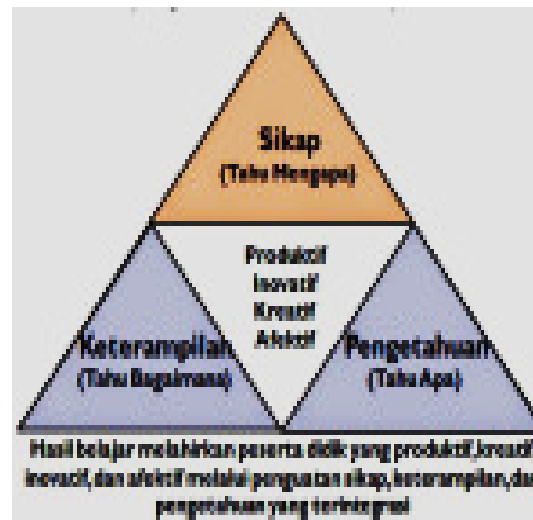 Sikap
(Tahu Mengapa)
Produktif
Inovatif
Kreatif
Afektif
Keterampilan
(Tahu Bagaimana)
Pengetahuan
(Tahu Apa)
Hasil belajar melahirkan peserta didik yang produktif, kreatif
inovatif, dan afektif melalui penguatan sikap, keterampilan, dan
pengetahuan yang terintegrasi